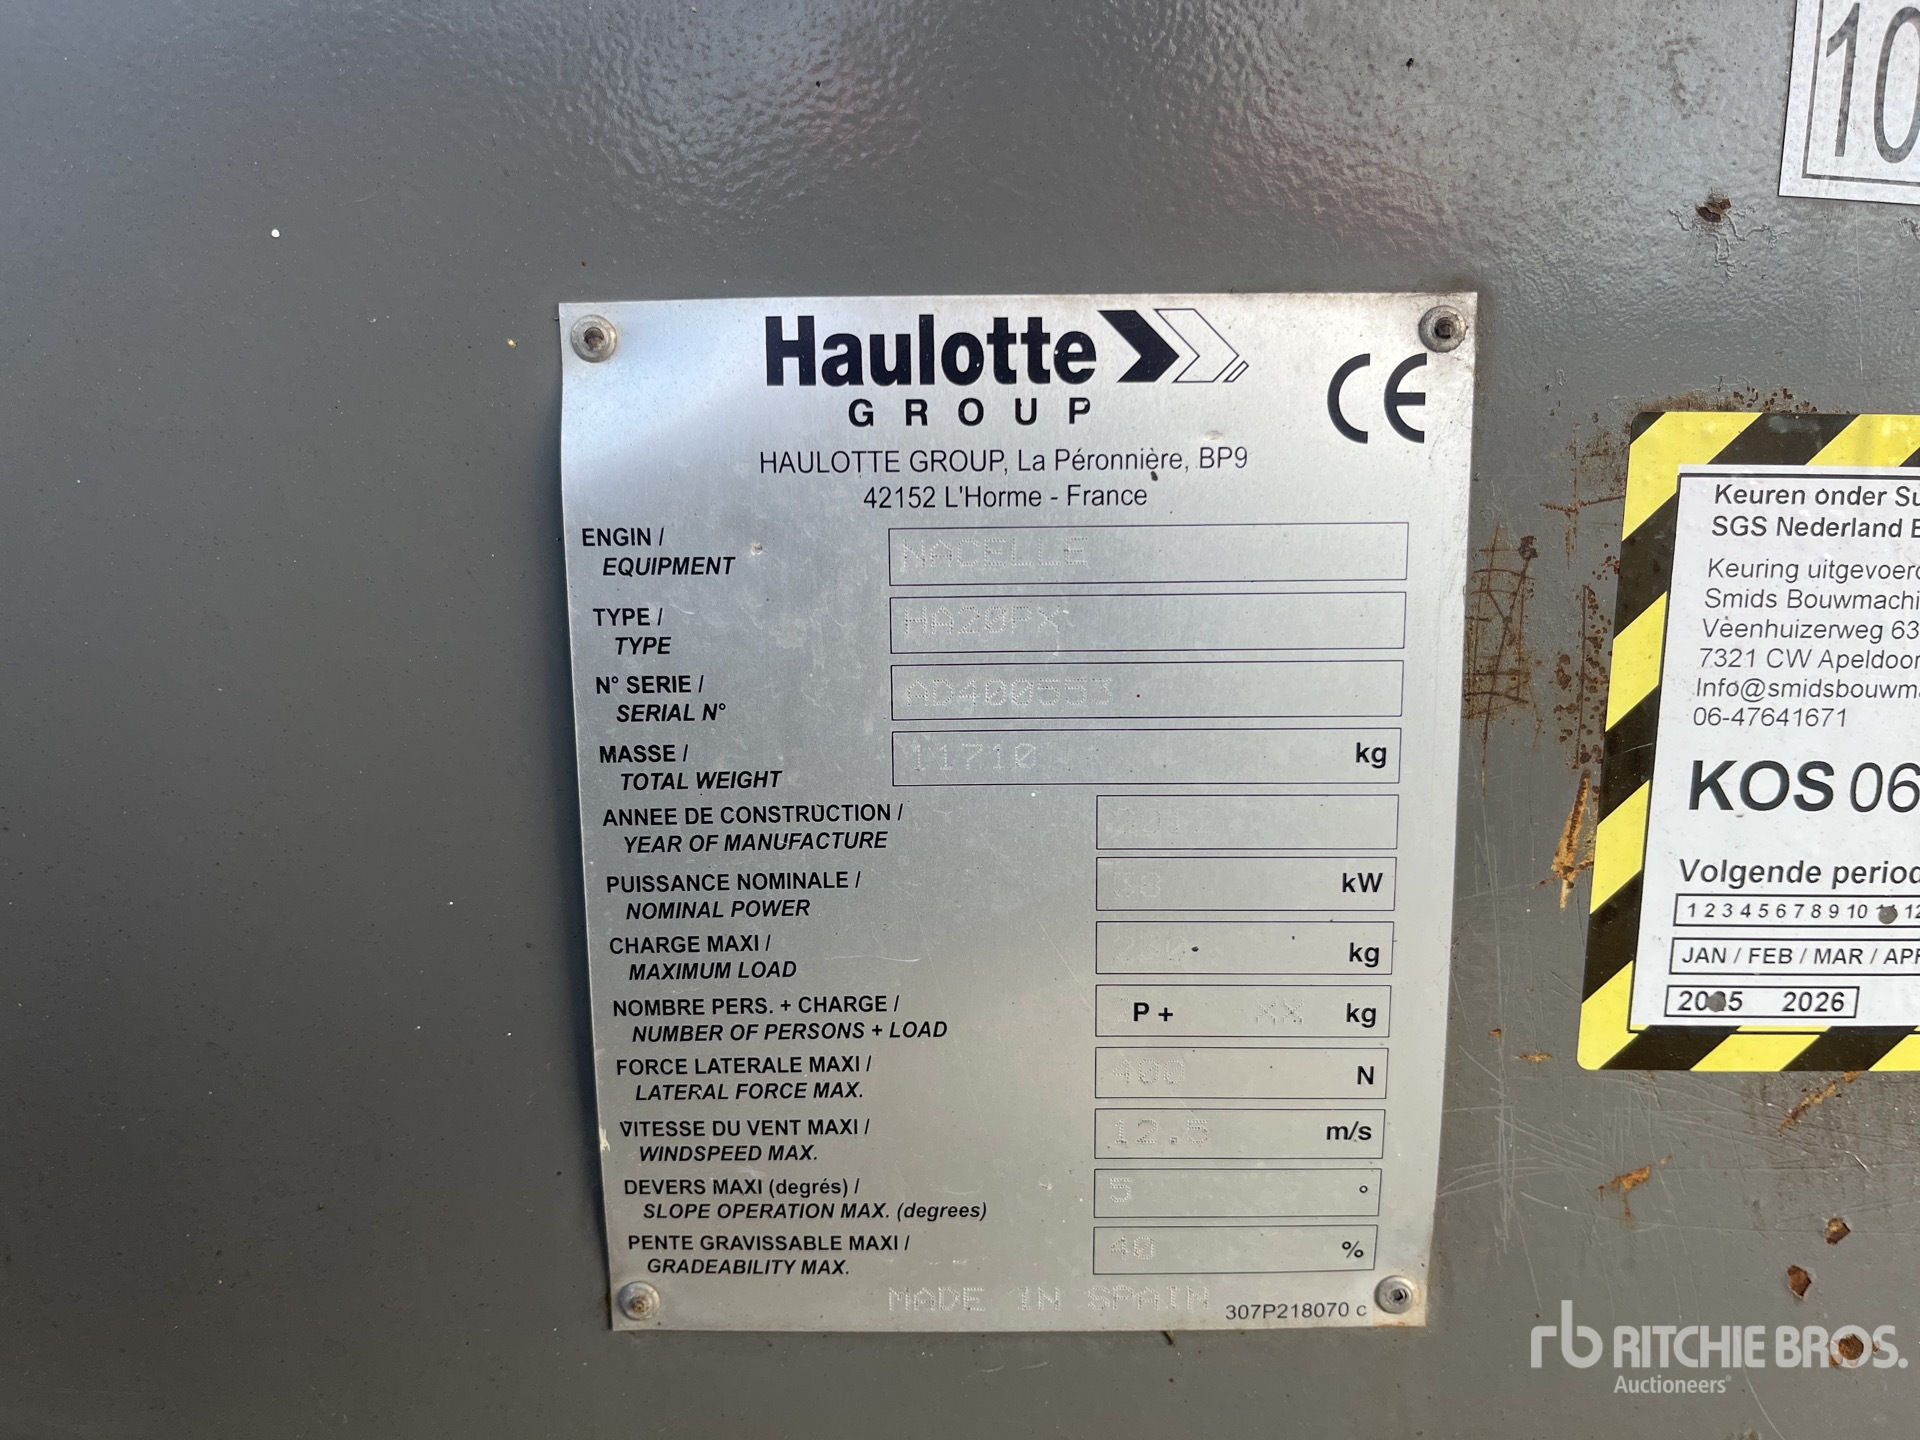 10
Haulotte
GROUP
CE
HAULOTTE GROUP, La Péronnière, BP9
42152 L'Horme - France
ENGIN /
EQUIPMENT
NACELLE
TYPE /
TYPE
HA20PX
N° SERIE /
SERIAL N°
AD400553
MASSE /
TOTAL WEIGHT
11710 kg
ANNEE DE CONSTRUCTION /
YEAR OF MANUFACTURE
PUISSANCE NOMINALE /
NOMINAL POWER
kW
CHARGE MAXI /
MAXIMUM LOAD
kg
NOMBRE PERS. + CHARGE /
NUMBER OF PERSONS + LOAD
P + XX kg
FORCE LATERALE MAXI /
LATERAL FORCE MAX.
400 N
VITESSE DU VENT MAXI /
WINDSPEED MAX.
12.5 m/s
DEVERS MAXI (degrés) /
SLOPE OPERATION MAX. (degrees)
5 °
PENTE GRAVISSABLE MAXI /
GRADEABILITY MAX.
40 %
MADE IN SPAIN
307P218070 c
Keuren onder
SGS Nederland
Keuring
Smids
Veenhuizerweg 63
7321 CW
06-47641671
KOS 06
Volgende
1 2 3 4 5 6 7 8 9 10 12
JAN / FEB / MAR / APR
2025 2026
rb RITCHIE BROS.
Auctioneers